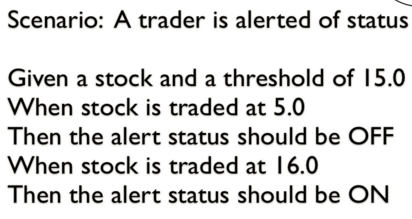 Scenario: A trader is alerted of status
Given a stock and a threshold of 15.0
When stock is traded at 5.0
Then the alert status should be OFF
When stock is traded at 16.0
Then the alert status should be ON